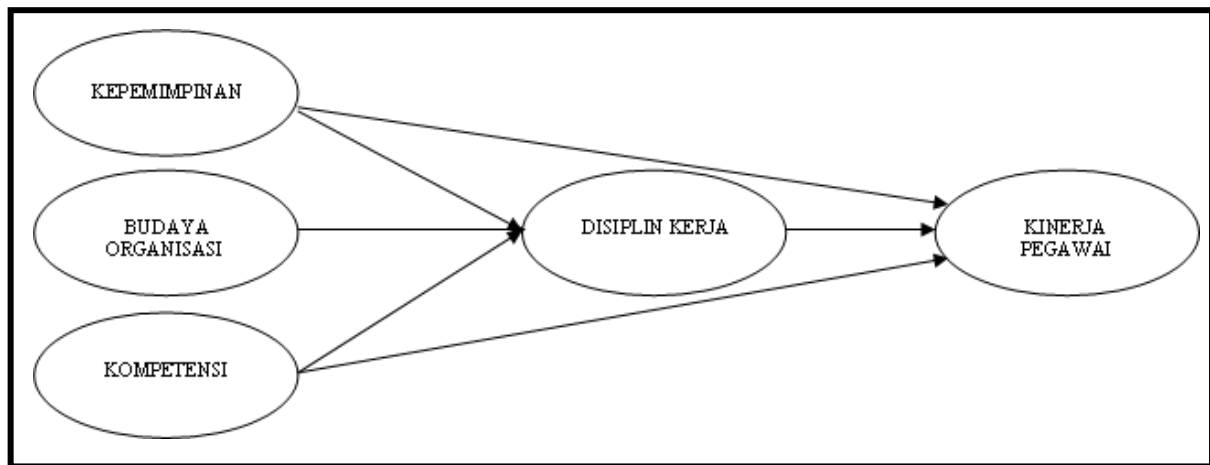 KEPEMIMPINAN
BUDAYA
ORGANISASI
DISIPLIN KERJA
KINERJA
PEGAWAI
KOMPETENSI